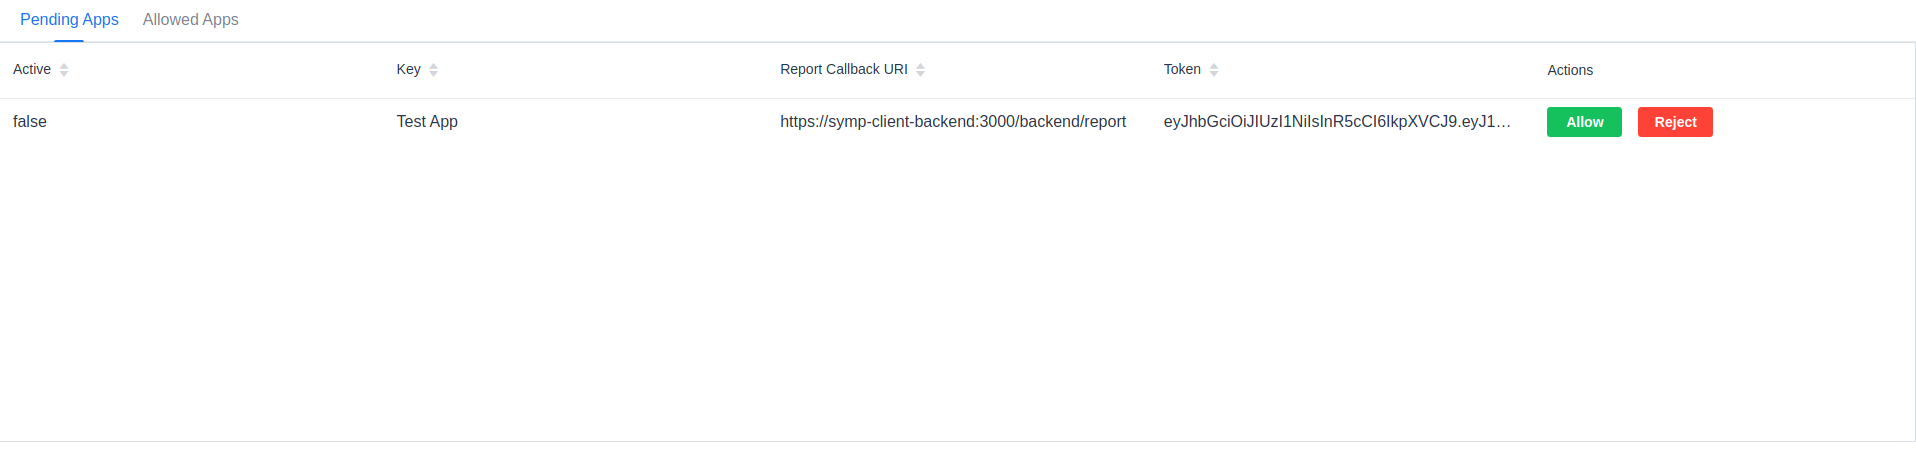 Pending Apps Allowed Apps
Active Key Report Callback URI Token Actions
false Test App https://symp-client-backend:3000/backend/report eyJhbGciOiJIUzI1NiIsInR5cCI6IkpXVCJ9.eyJ1… Allow Reject